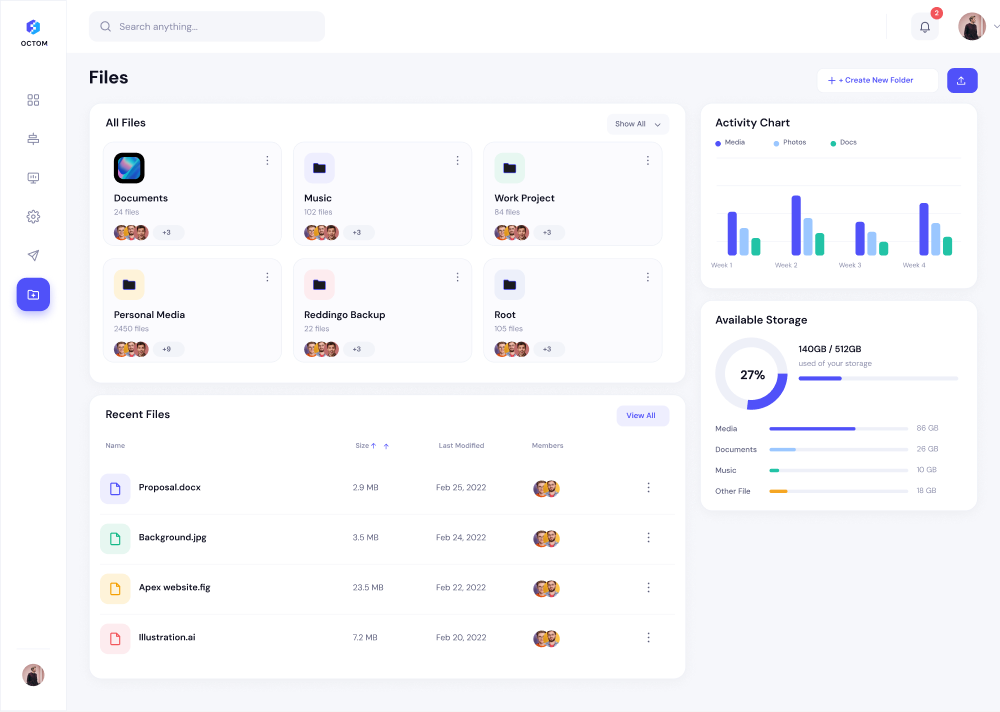 OCTOM
Search anything...
2
Files
+ Create New Folder
All Files
Show All
Documents
24 files
+3
Music
102 files
+3
Work Project
84 files
+3
Personal Media
2450 files
+9
Reddingo Backup
22 files
+3
Root
105 files
+3
Recent Files
View All
Name Size Last Modified Members
Proposal.docx 2.9 MB Feb 25, 2022
Background.jpg 3.5 MB Feb 24, 2022
Apex website.fig 23.5 MB Feb 22, 2022
Illustration.ai 7.2 MB Feb 20, 2022
Activity Chart
Media Photos Docs
Week 1 Week 2 Week 3 Week 4
Available Storage
27%
140GB / 512GB
used of your storage
Media 86 GB
Documents 26 GB
Music 10 GB
Other File 18 GB